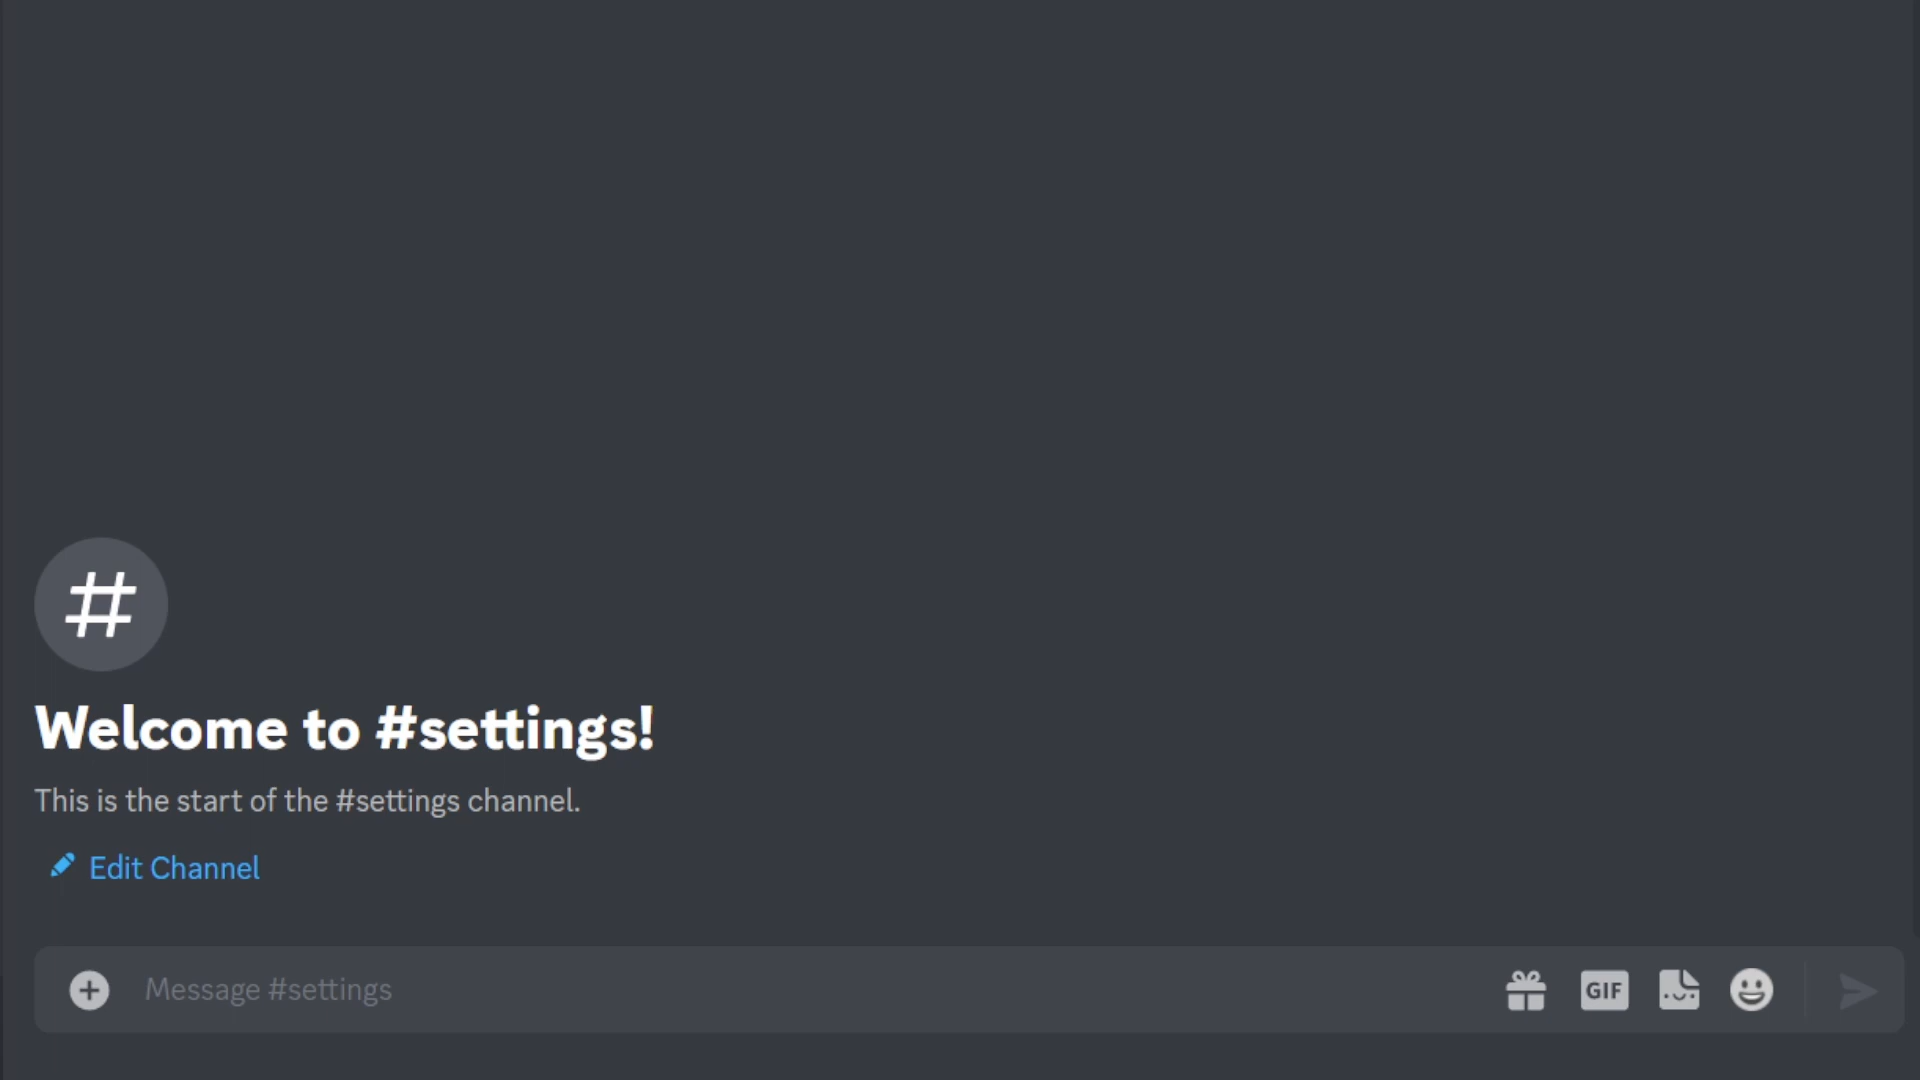 #
Welcome to #settings!
This is the start of the #settings channel.
Edit Channel
Message #settings
GIF